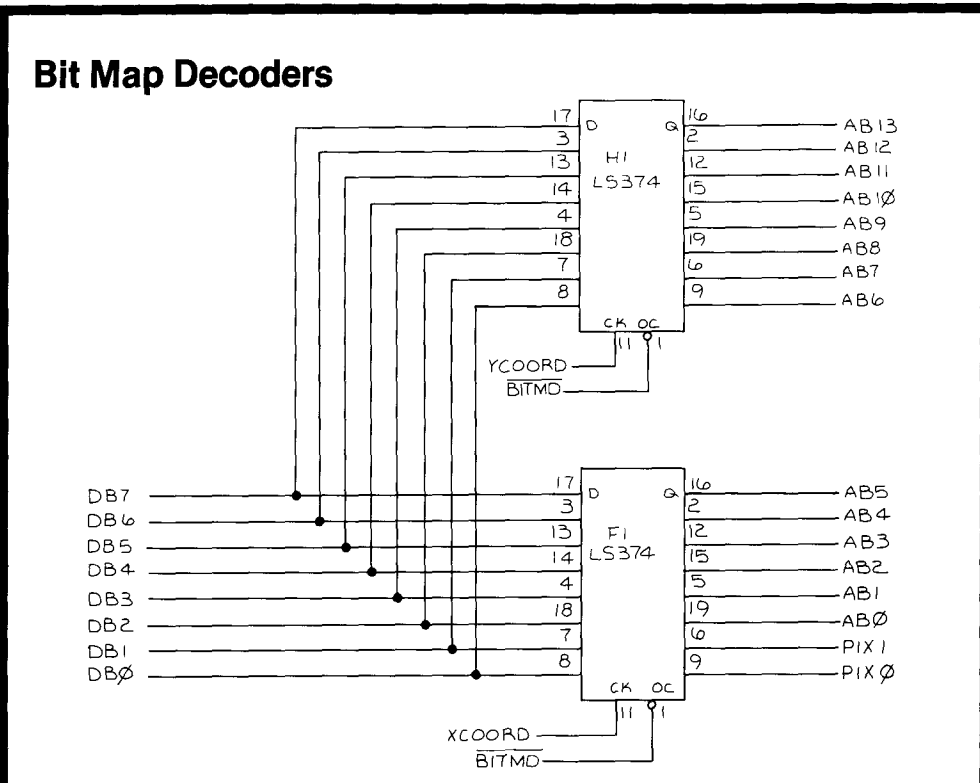 Bit Map Decoders
17 D Q 16 AB13
3 2 AB12
13 H1 12 AB11
14 LS374 15 AB1Ø
4 5 AB9
18 19 AB8
7 6 AB7
8 9 AB6
CK OC
11 1
YCOORD
BITMD
DB7 17 D Q 16 AB5
DB6 3 2 AB4
DB5 13 F1 12 AB3
DB4 14 LS374 15 AB2
DB3 4 5 AB1
DB2 18 19 ABØ
DB1 7 6 PIX1
DBØ 8 9 PIXØ
CK OC
11 1
XCOORD
BITMD